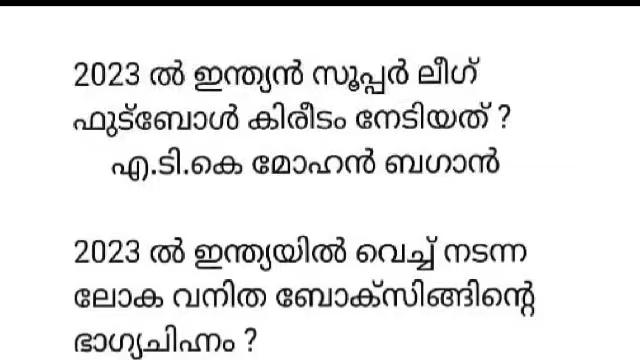 2023 ൽ ഇന്ത്യൻ സൂപ്പർ ലീഗ്
ഫുട്ബോൾ കിരീടം നേടിയത് ?
എ.ടി.കെ മോഹൻ ബഗാൻ
2023 ൽ ഇന്ത്യയിൽ വെച്ച് നടന്ന
ലോക വനിത ബോക്സിങ്ങിന്റെ
ഭാഗ്യചിഹ്നം ?